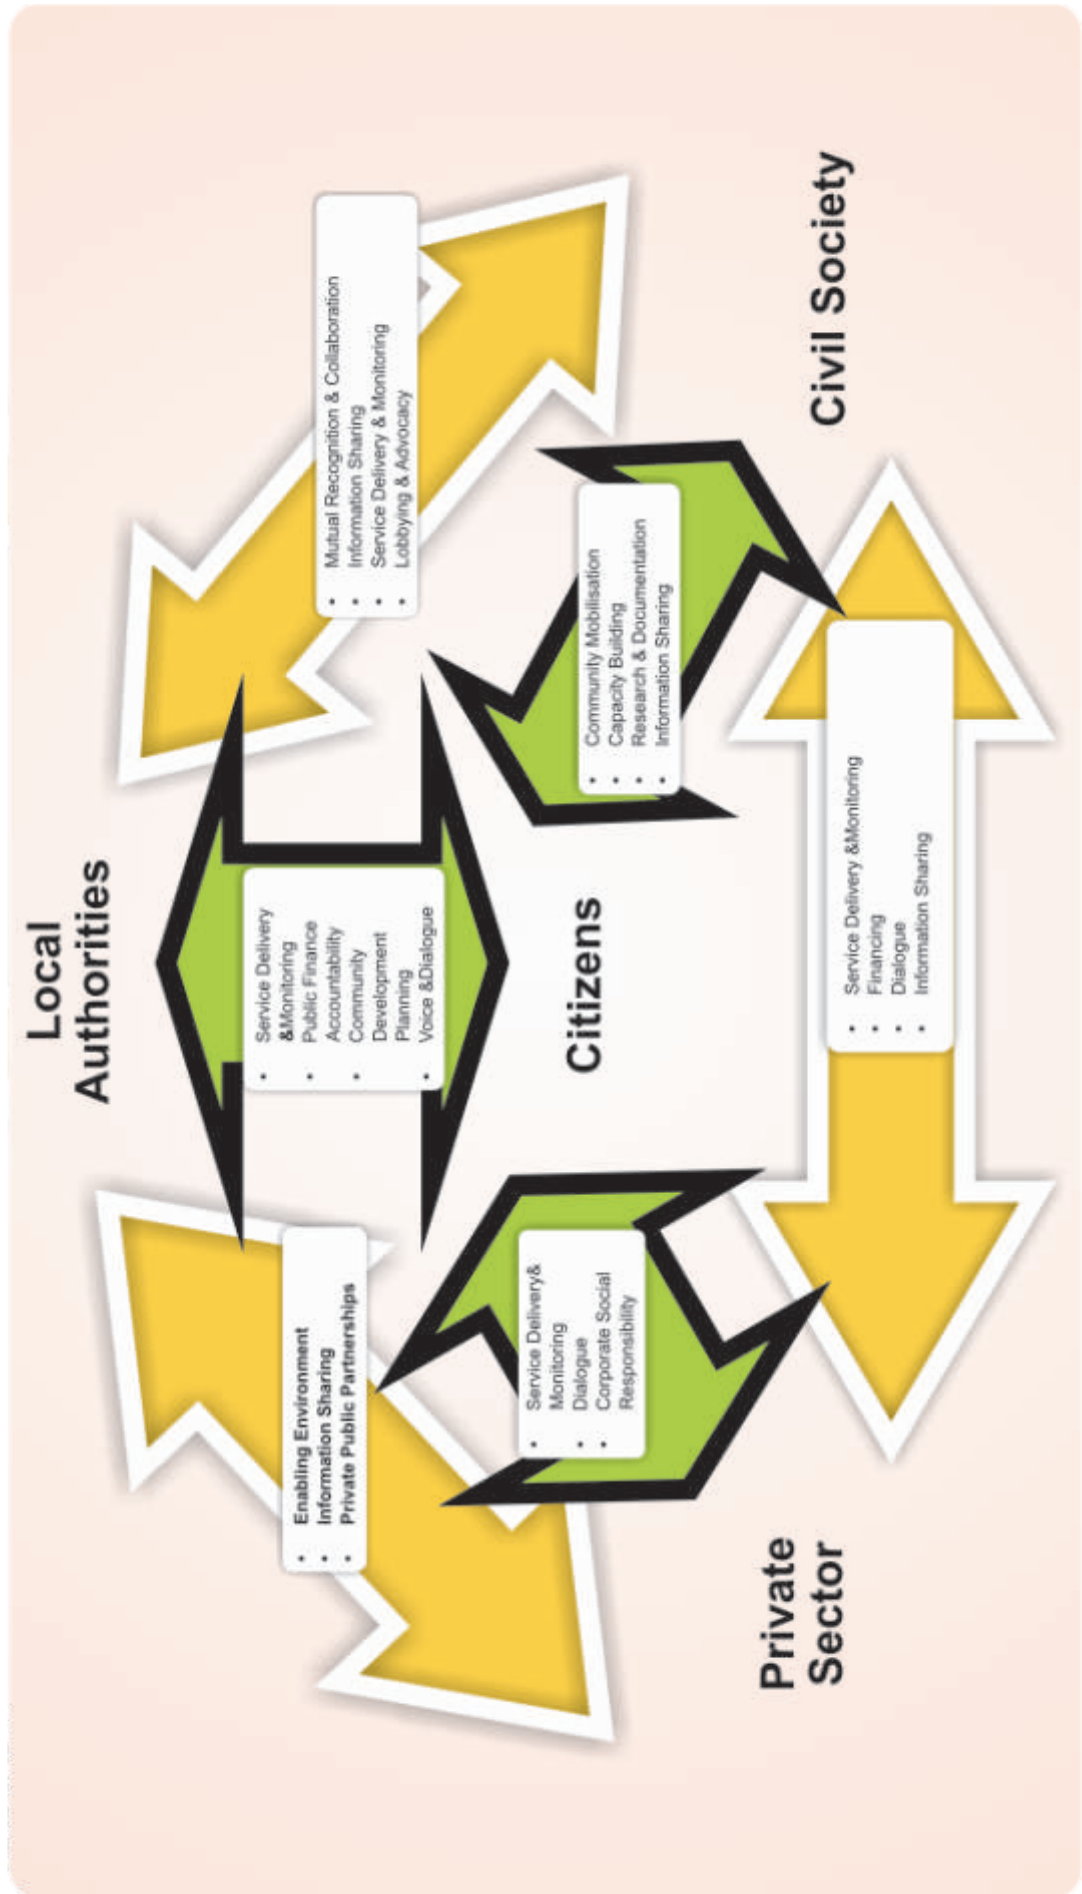 Local
Authorities
• Enabling Environment
• Information Sharing
• Private Public Partnerships
• Service Delivery
&Monitoring
• Public Finance
Accountability
• Community
Development
Planning
• Voice &Dialogue
• Mutual Recognition & Collaboration
• Information Sharing
• Service Delivery & Monitoring
• Lobbying & Advocacy
• Service Delivery&
Monitoring
• Dialogue
• Corporate Social
Responsibility
Citizens
• Community Mobilisation
• Capacity Building
• Research & Documentation
• Information Sharing
Private
Sector
• Service Delivery &Monitoring
• Financing
• Dialogue
• Information Sharing
Civil Society